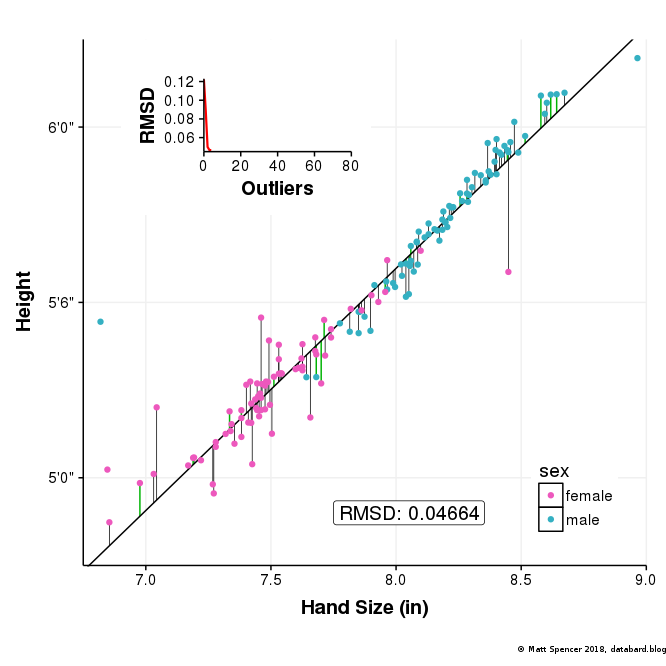 0.12
0.10
0.08
0.06
RMSD
0 20 40 60 80
Outliers
6'0"
5'6"
5'0"
Height
RMSD: 0.04664
sex
female
male
7.0 7.5 8.0 8.5 9.0
Hand Size (in)
© Matt Spencer 2018, databard.blog